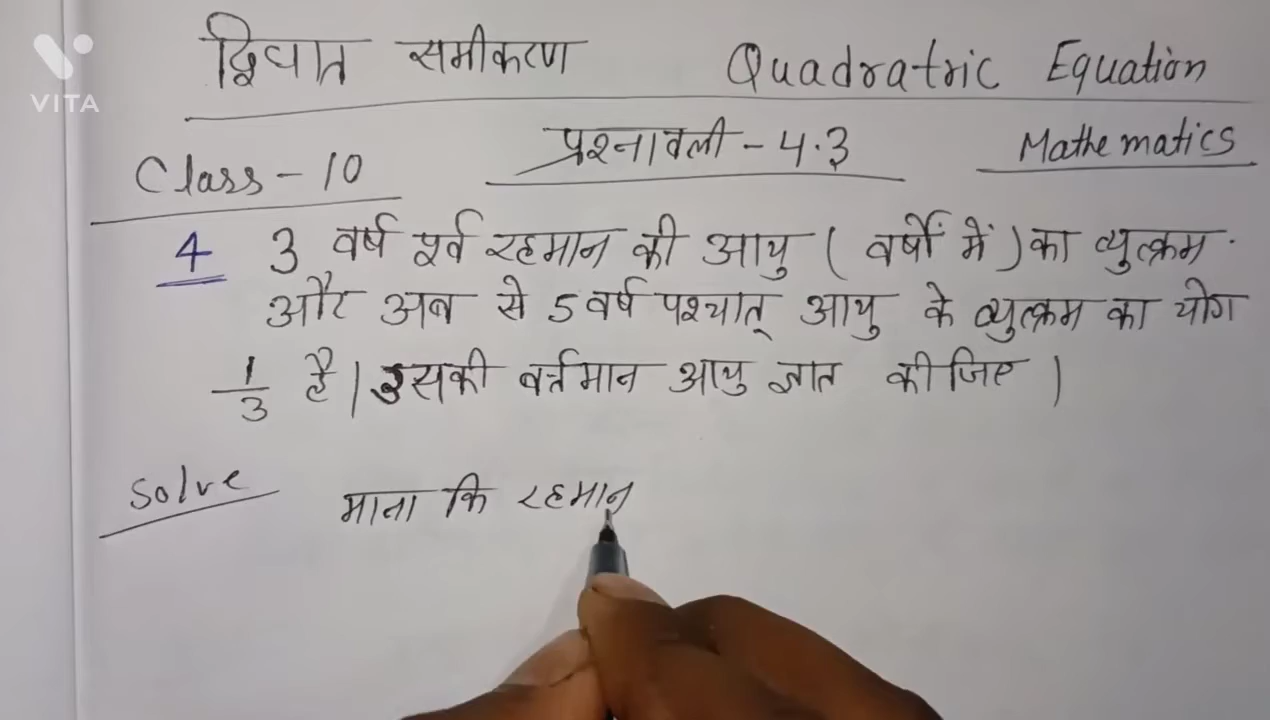 VITA
द्विघात समीकरण Quadratric Equation
प्रश्नावली - 4.3 Mathematics
Class - 10
4 3 वर्ष पूर्व रहमान की आयु ( वर्षों में ) का व्युत्क्रम
और अब से 5 वर्ष पश्चात् आयु के व्युत्क्रम का योग
1/3 है। इसकी वर्त्तमान आयु ज्ञात कीजिए।
Solve माना कि रहमान